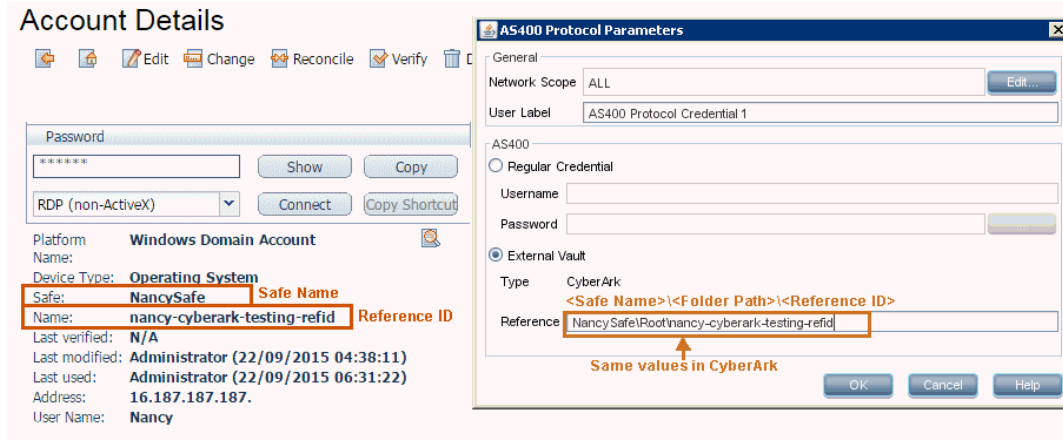 Account Details
Edit Change Reconcile Verify
Password
******
Show Copy
RDP (non-ActiveX) Connect Copy Shortcut
Platform Name: Windows Domain Account
Device Type: Operating System
Safe: NancySafe Safe Name
Name: nancy-cyberark-testing-refid Reference ID
Last verified: N/A
Last modified: Administrator (22/09/2015 04:38:11)
Last used: Administrator (22/09/2015 06:31:22)
Address: 16.187.187.187.
User Name: Nancy
AS400 Protocol Parameters
General
Network Scope ALL Edit...
User Label AS400 Protocol Credential 1
AS400
Regular Credential
Username
Password ...
External Vault
Type CyberArk
<Safe Name>\<Folder Path>\<Reference ID>
Reference NancySafe\Root\nancy-cyberark-testing-refid
Same values in CyberArk
OK Cancel Help